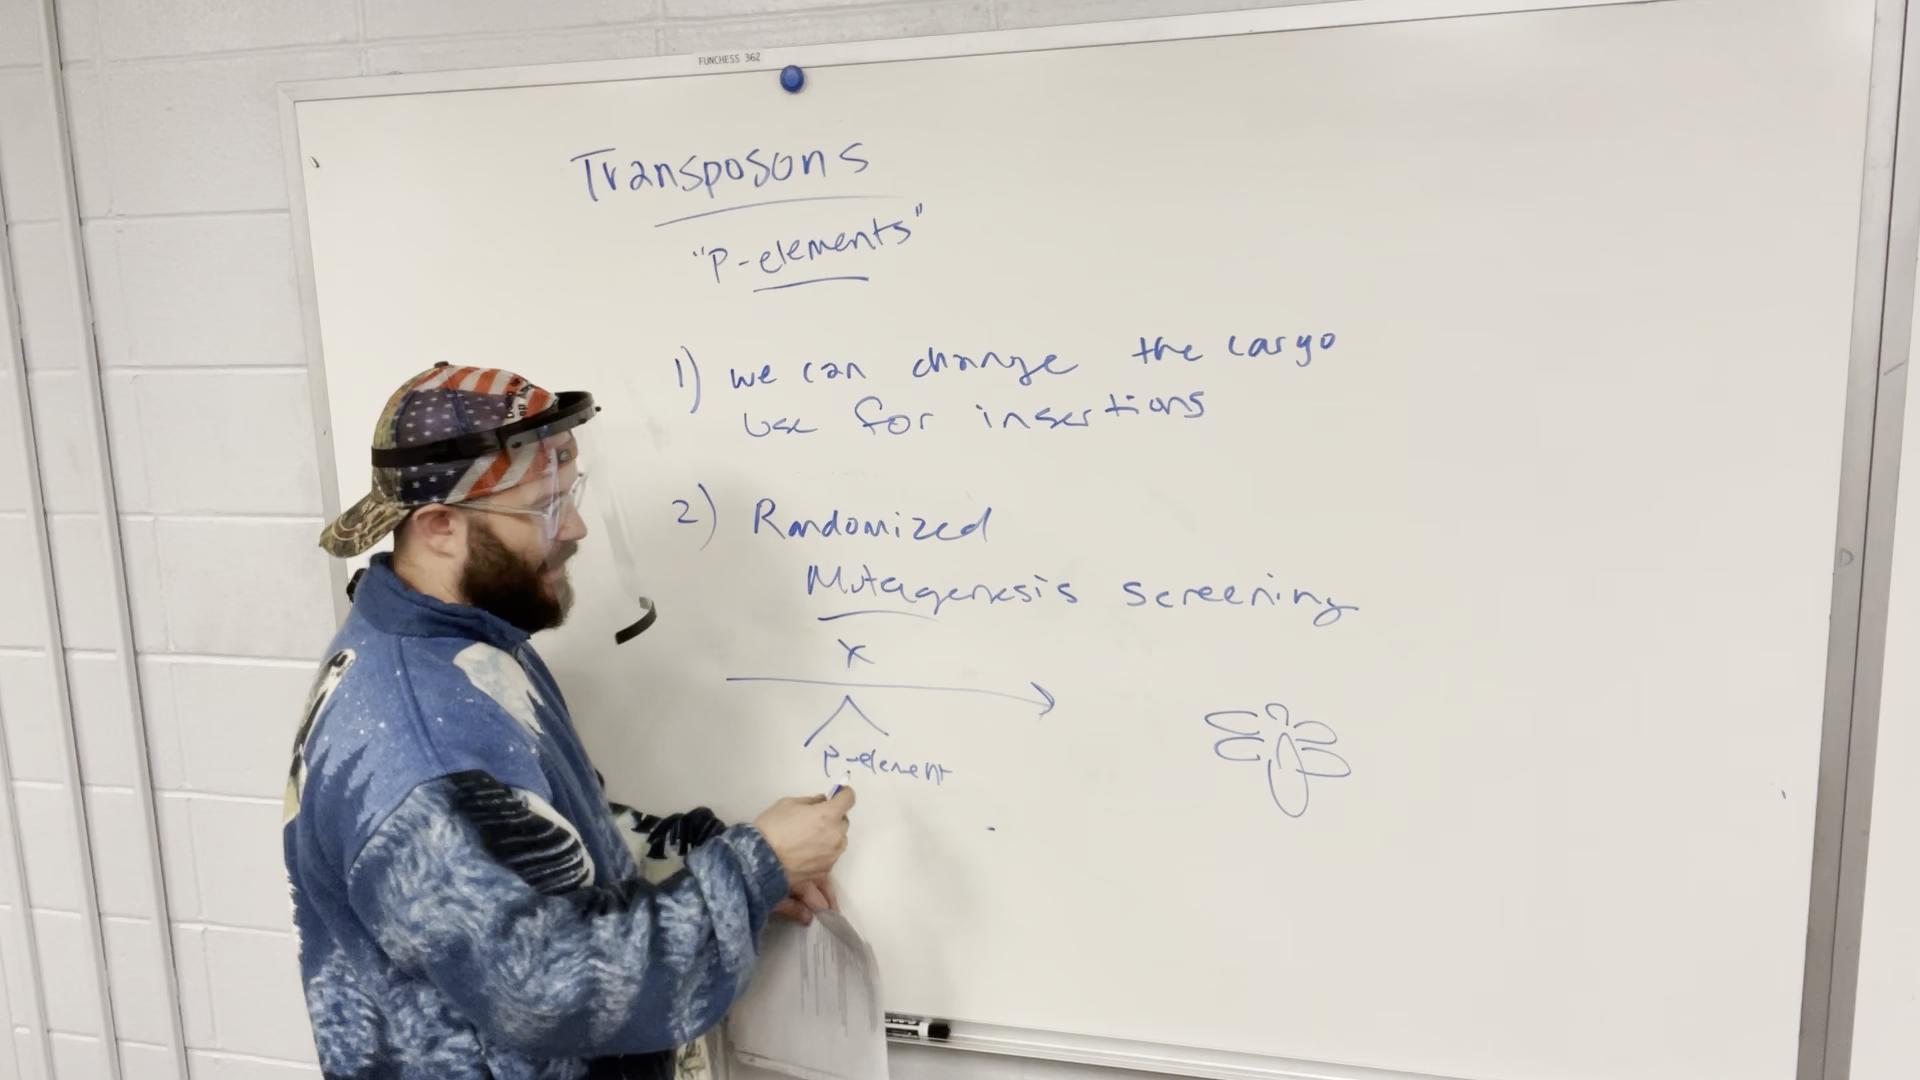 FUNCHESS 362
Transposons
"P-elements"
1) we can change the cargo
use for insertions
2) Randomized
Mutagenesis screening
X
P-element